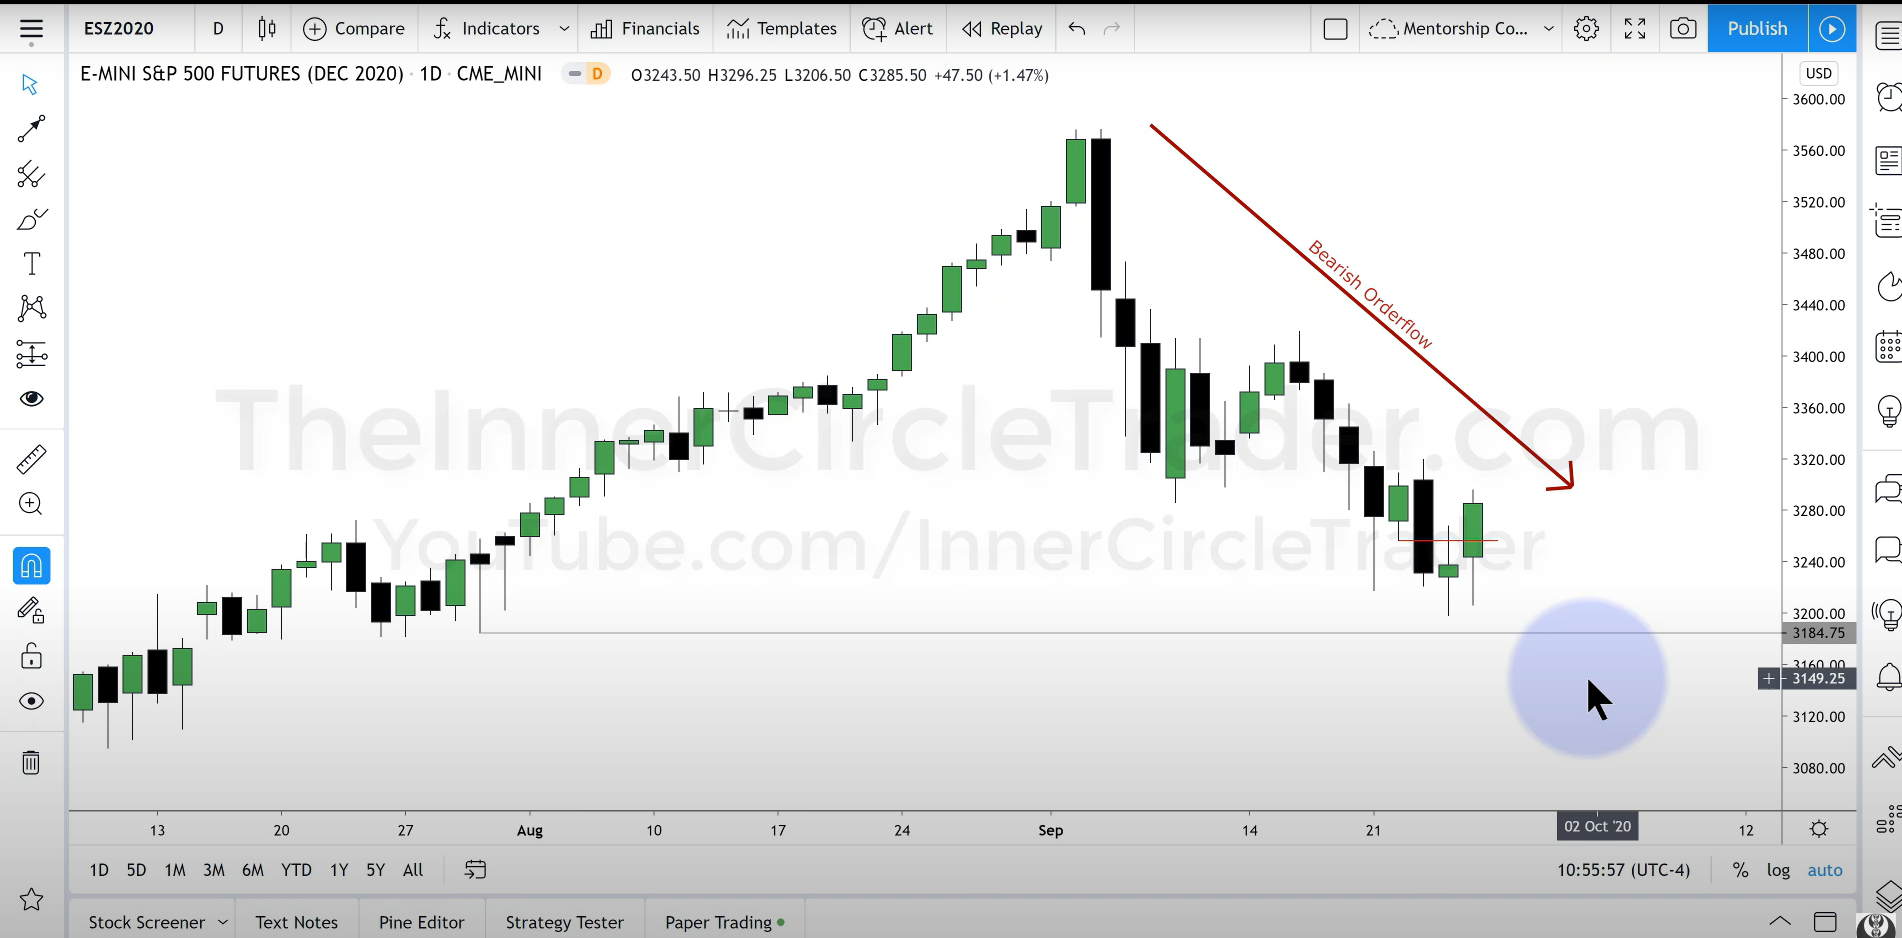 ESZ2020 D Compare Indicators Financials Templates Alert Replay Mentorship Co... Publish
E-MINI S&P 500 FUTURES (DEC 2020) · 1D · CME_MINI D O3243.50 H3296.25 L3206.50 C3285.50 +47.50 (+1.47%)
USD
3600.00
3560.00
3520.00
3480.00
3440.00
3400.00
3360.00
3320.00
3280.00
3240.00
3200.00
3184.75
3160.00
3149.25
3120.00
3080.00
Bearish Orderflow
TheInnerCircleTrader.com
YouTube.com/InnerCircleTrader
13 20 27 Aug 10 17 24 Sep 14 21 02 Oct '20 12
1D 5D 1M 3M 6M YTD 1Y 5Y All 10:55:57 (UTC-4) % log auto
Stock Screener Text Notes Pine Editor Strategy Tester Paper Trading